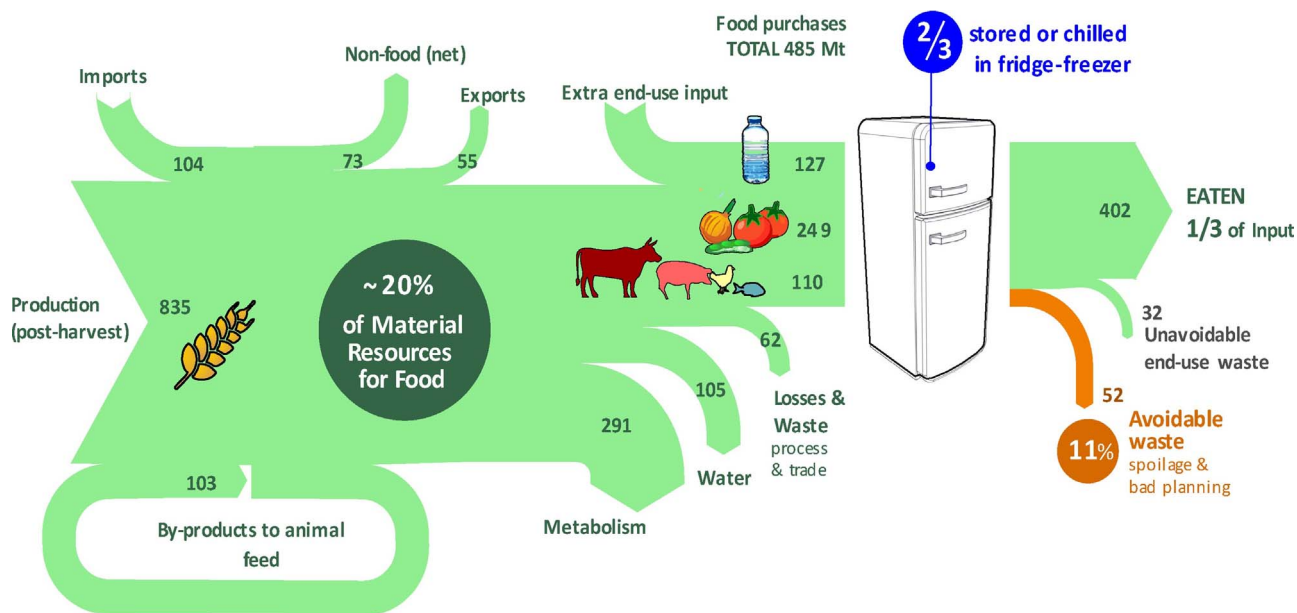 Food purchases
TOTAL 485 Mt
2/3
stored or chilled
in fridge-freezer
Non-food (net)
Imports
Exports
Extra end-use input
104
73
55
127
249
110
402
EATEN
1/3 of Input
Production
(post-harvest)
835
~20%
of Material
Resources
for Food
62
105
291
32
Unavoidable
end-use waste
52
11%
Avoidable
waste
spoilage &
bad planning
Losses &
Waste
process
& trade
Water
Metabolism
103
By-products to animal
feed